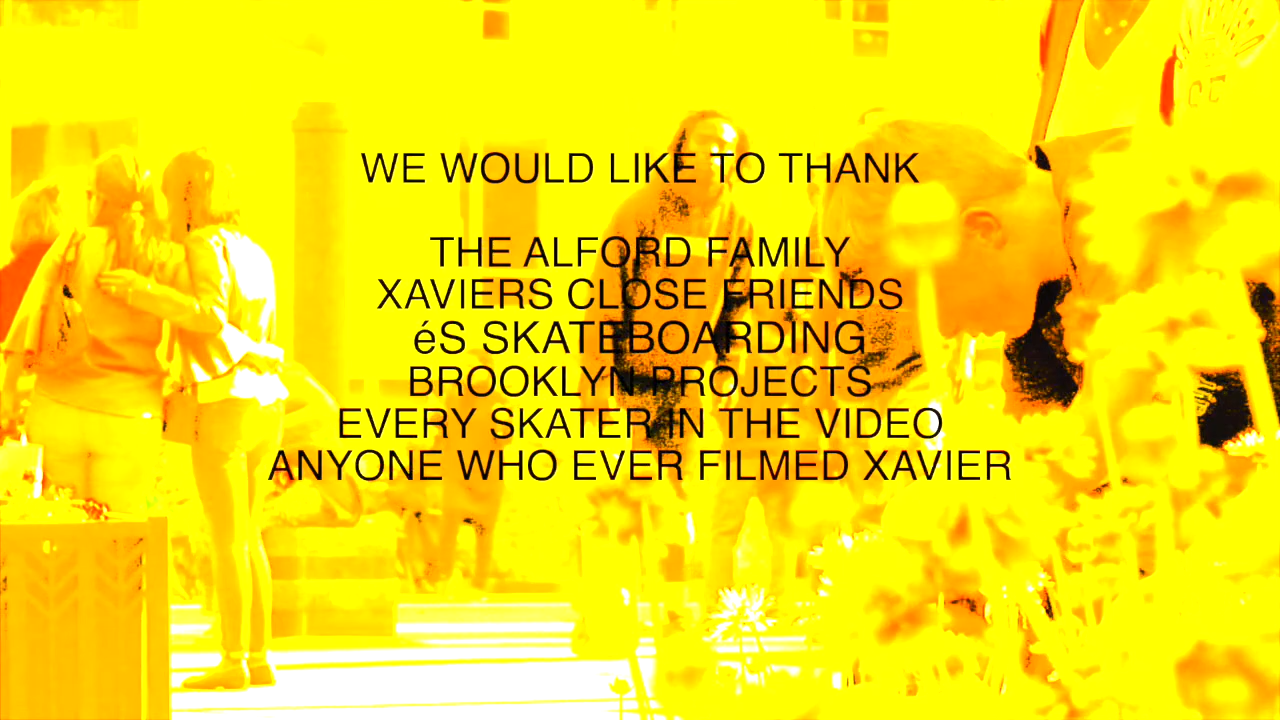 WE WOULD LIKE TO THANK
THE ALFORD FAMILY
XAVIERS CLOSE FRIENDS
éS SKATEBOARDING
BROOKLYN PROJECTS
EVERY SKATER IN THE VIDEO
ANYONE WHO EVER FILMED XAVIER